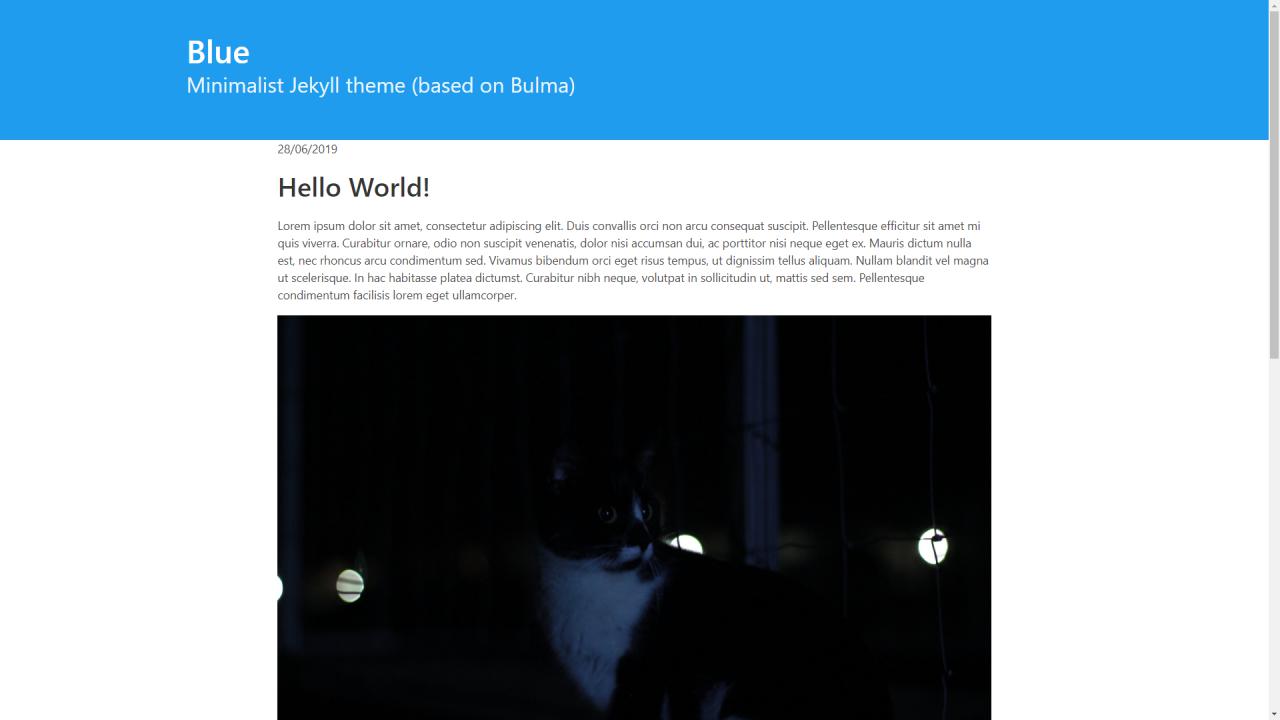 Blue
Minimalist Jekyll theme (based on Bulma)
28/06/2019
Hello World!
Lorem ipsum dolor sit amet, consectetur adipiscing elit. Duis convallis orci non arcu consequat suscipit. Pellentesque efficitur sit amet mi
quis viverra. Curabitur ornare, odio non suscipit venenatis, dolor nisi accumsan dui, ac porttitor nisi neque eget ex. Mauris dictum nulla
est, nec rhoncus arcu condimentum sed. Vivamus bibendum orci eget risus tempus, ut dignissim tellus aliquam. Nullam blandit vel magna
ut scelerisque. In hac habitasse platea dictumst. Curabitur nibh neque, volutpat in sollicitudin ut, mattis sed sem. Pellentesque
condimentum facilisis lorem eget ullamcorper.